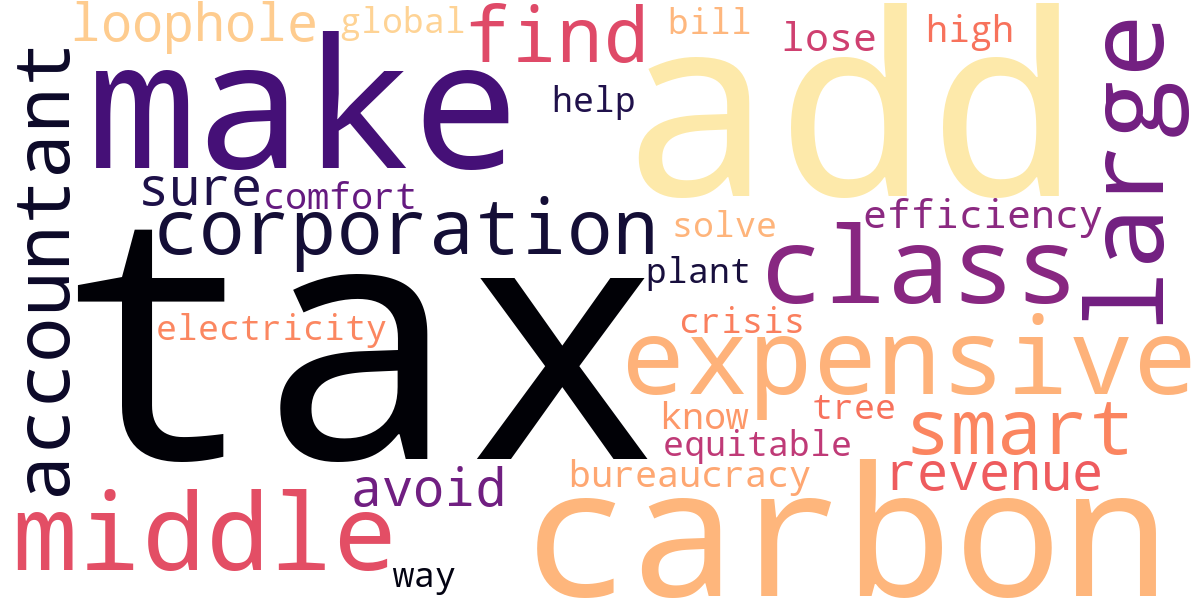 loophole
global
find
bill
lose
high
make
add
large
help
accountant
sure
comfort
corporation
solve
efficiency
class
plant
tax
electricity
crisis
expensive
know
tree
smart
equitable
avoid
bureaucracy
revenue
middle
carbon
way